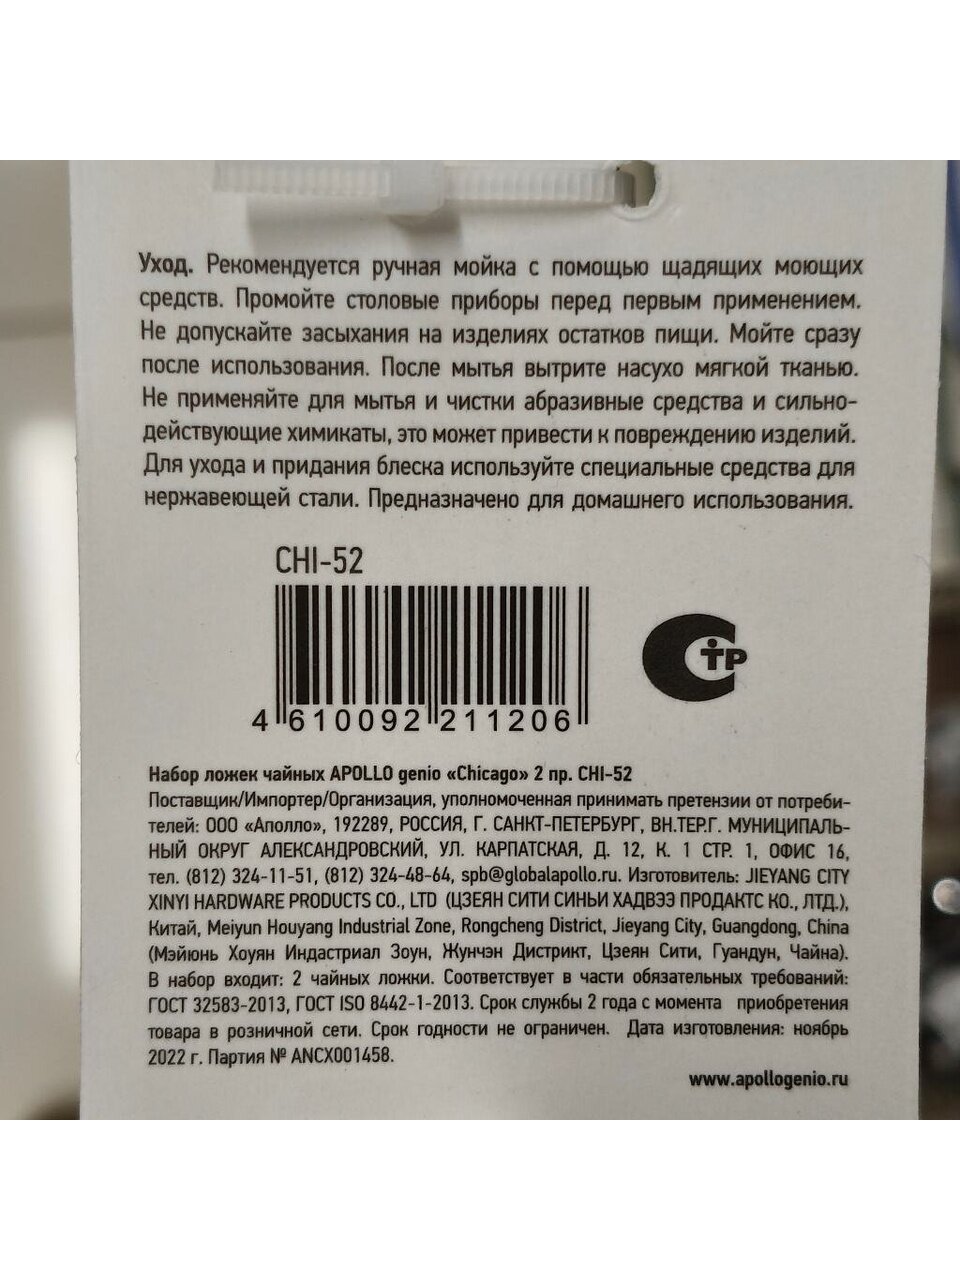 Уход. Рекомендуется ручная мойка с помощью щадящих моющих
средств. Промойте столовые приборы перед первым применением.
Не допускайте засыхания на изделиях остатков пищи. Мойте сразу
после использования. После мытья вытрите насухо мягкой тканью.
Не применяйте для мытья и чистки абразивные средства и сильно-
действующие химикаты, это может привести к повреждению изделий.
Для ухода и придания блеска используйте специальные средства для
нержавеющей стали. Предназначено для домашнего использования.
CHI-52
СТР
4 610092 211206
Набор ложек чайных APOLLO genio «Chicago» 2 пр. CHI-52
Поставщик/Импортер/Организация, уполномоченная принимать претензии от потреби-
телей: ООО «Аполло», 192289, РОССИЯ, Г. САНКТ-ПЕТЕРБУРГ, ВН.ТЕР.Г. МУНИЦИПАЛЬ-
НЫЙ ОКРУГ АЛЕКСАНДРОВСКИЙ, УЛ. КАРПАТСКАЯ, Д. 12, К. 1 СТР. 1, ОФИС 16,
тел. (812) 324-11-51, (812) 324-48-64, spb@globalapollo.ru. Изготовитель: JIEYANG CITY
XINYI HARDWARE PRODUCTS CO., LTD (ЦЗЕЯН СИТИ СИНЬИ ХАДВЭЭ ПРОДАКТС КО., ЛТД.),
Китай, Meiyun Houyang Industrial Zone, Rongcheng District, Jieyang City, Guangdong, China
(Мэйюнь Хоуян Индастриал Зоун, Жунчэн Дистрикт, Цзеян Сити, Гуандун, Чайна).
В набор входит: 2 чайных ложки. Соответствует в части обязательных требований:
ГОСТ 32583-2013, ГОСТ ISO 8442-1-2013. Срок службы 2 года с момента приобретения
товара в розничной сети. Срок годности не ограничен. Дата изготовления: ноябрь
2022 г. Партия № ANCX001458.
www.apollogenio.ru